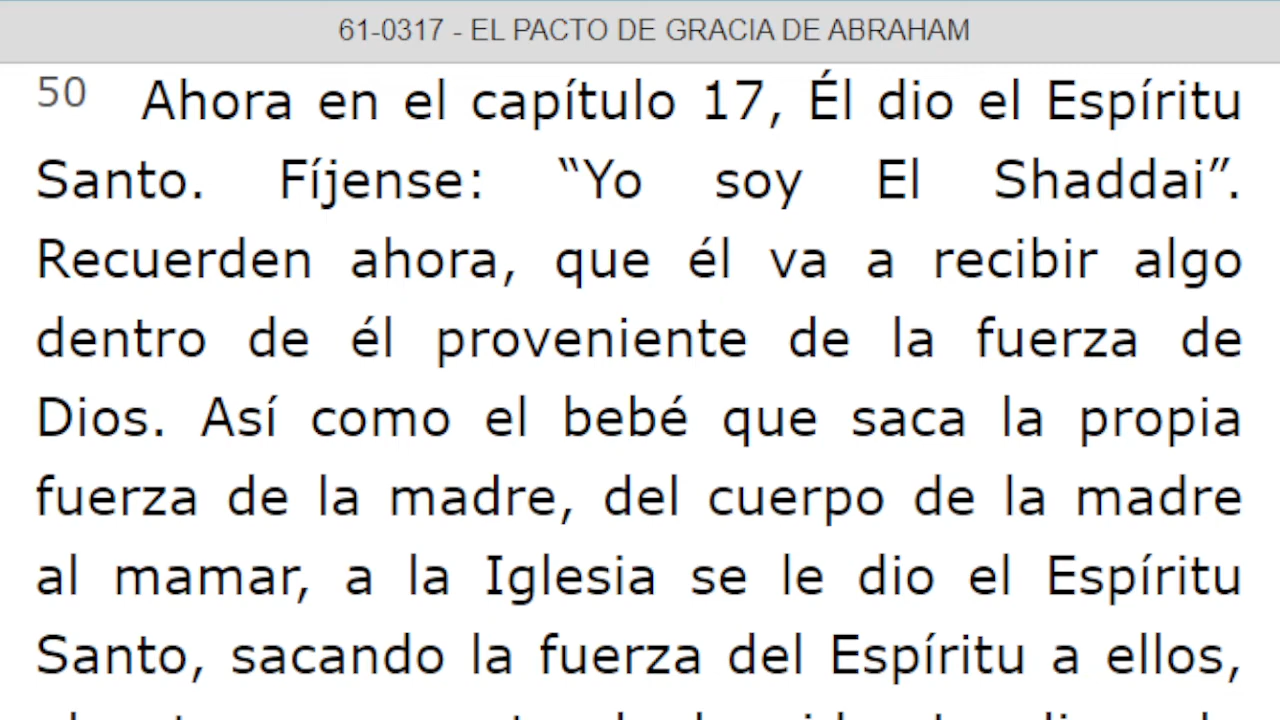 61-0317 - EL PACTO DE GRACIA DE ABRAHAM
50 Ahora en el capítulo 17, Él dio el Espíritu
Santo. Fíjense: “Yo soy El Shaddai”.
Recuerden ahora, que él va a recibir algo
dentro de él proveniente de la fuerza de
Dios. Así como el bebé que saca la propia
fuerza de la madre, del cuerpo de la madre
al mamar, a la Iglesia se le dio el Espíritu
Santo, sacando la fuerza del Espíritu a ellos,